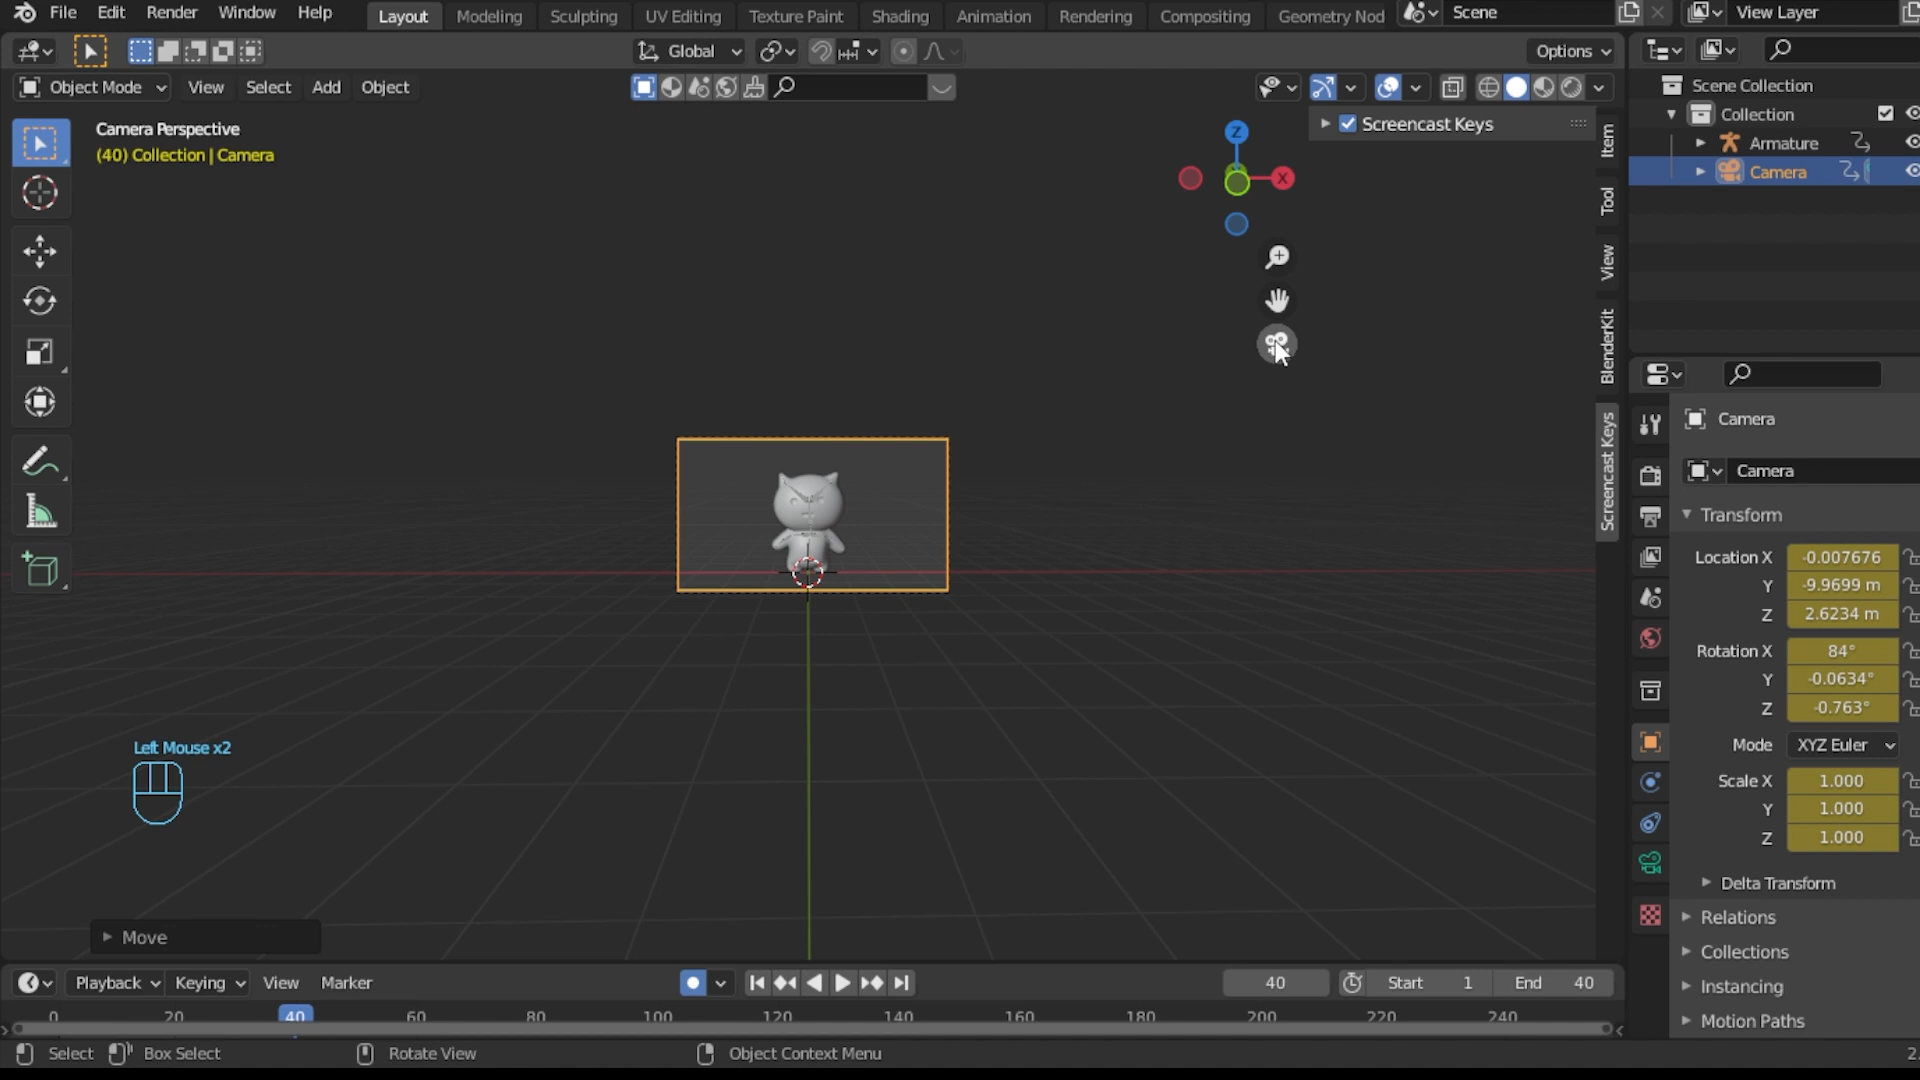 File Edit Render Window Help Layout Modeling Sculpting UV Editing Texture Paint Shading Animation Rendering Compositing Geometry Nod Scene View Layer
Global Options
Object Mode View Select Add Object
Camera Perspective
(40) Collection | Camera
Screencast Keys
Z
X
Item
Tool
View
BlenderKit
Screencast Keys
Scene Collection
Collection
Armature
Camera
Camera
Camera
Transform
Location X -0.007676
Y -9.9699 m
Z 2.6234 m
Rotation X 84°
Y -0.0634°
Z -0.763°
Mode XYZ Euler
Scale X 1.000
Y 1.000
Z 1.000
Delta Transform
Relations
Collections
Instancing
Motion Paths
Left Mouse x2
Move
Playback Keying View Marker 40 Start 1 End 40
0 20 40 60 80 100 120 140 160 180 200 220 240
Select Box Select Rotate View Object Context Menu 2.